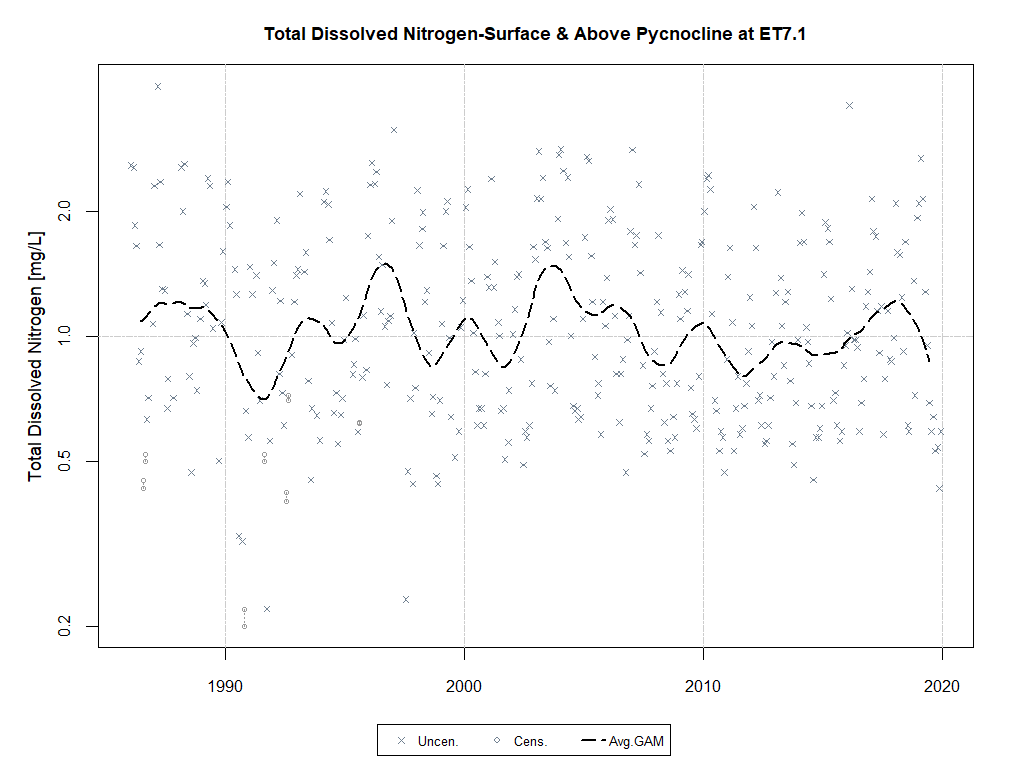 Total Dissolved Nitrogen-Surface & Above Pycnocline at ET7.1
Total Dissolved Nitrogen [mg/L]
2.0
1.0
0.5
0.2
1990 2000 2010 2020
Uncen. Cens. Avg.GAM